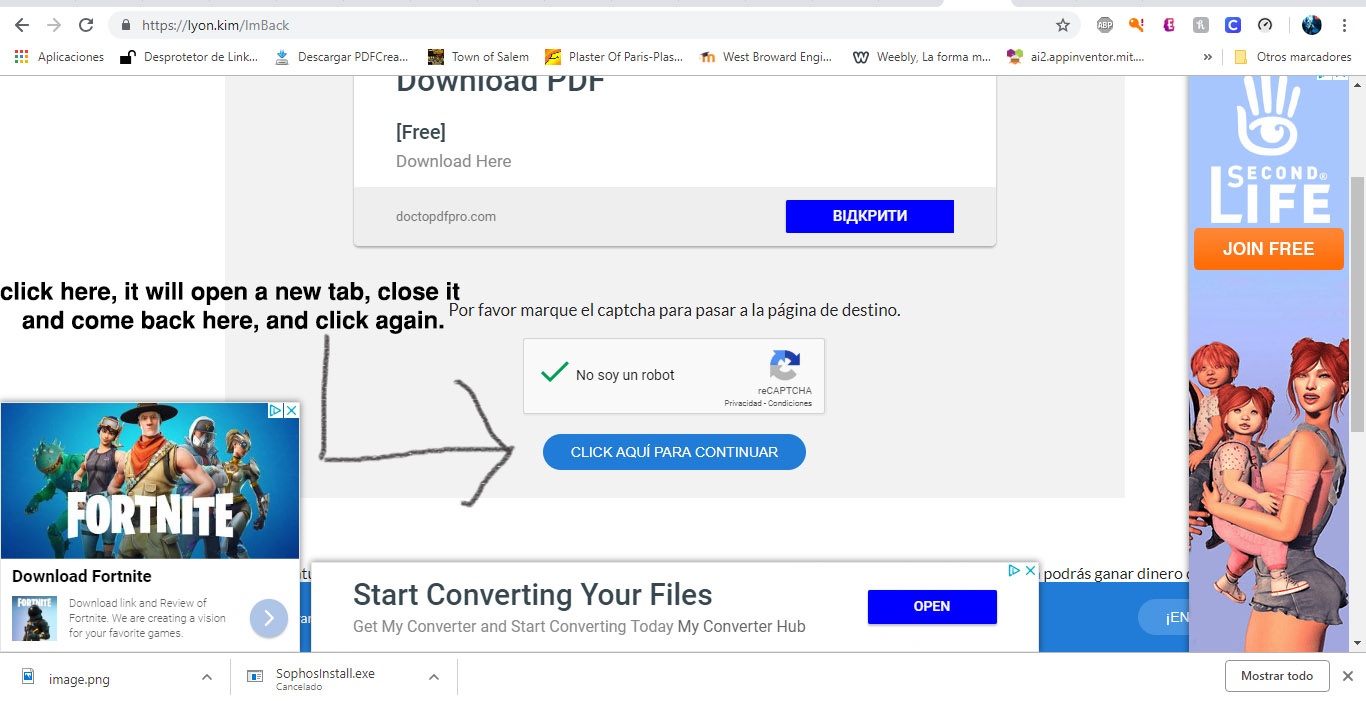 https://lyon.kim/ImBack
ABP
Aplicaciones
Desprotetor de Link...
Descargar PDFCrea...
Town of Salem
Plaster Of Paris-Plas...
West Broward Engi...
Weebly, La forma m...
ai2.appinventor.mit....
»
Otros marcadores
Download PDF
[Free]
Download Here
doctopdfpro.com
ВІДКРИТИ
SECOND®
LIFE
JOIN FREE
click here, it will open a new tab, close it
and come back here, and click again.
Por favor marque el captcha para pasar a la página de destino.
No soy un robot
reCAPTCHA
Privacidad - Condiciones
CLICK AQUÍ PARA CONTINUAR
FORTNITE
Download Fortnite
FORTNITE
Download link and Review of
Fortnite. We are creating a vision
for your favorite games.
Start Converting Your Files
Get My Converter and Start Converting Today My Converter Hub
OPEN
podrás ganar dinero
¡EN
image.png
SophosInstall.exe
Cancelado
Mostrar todo